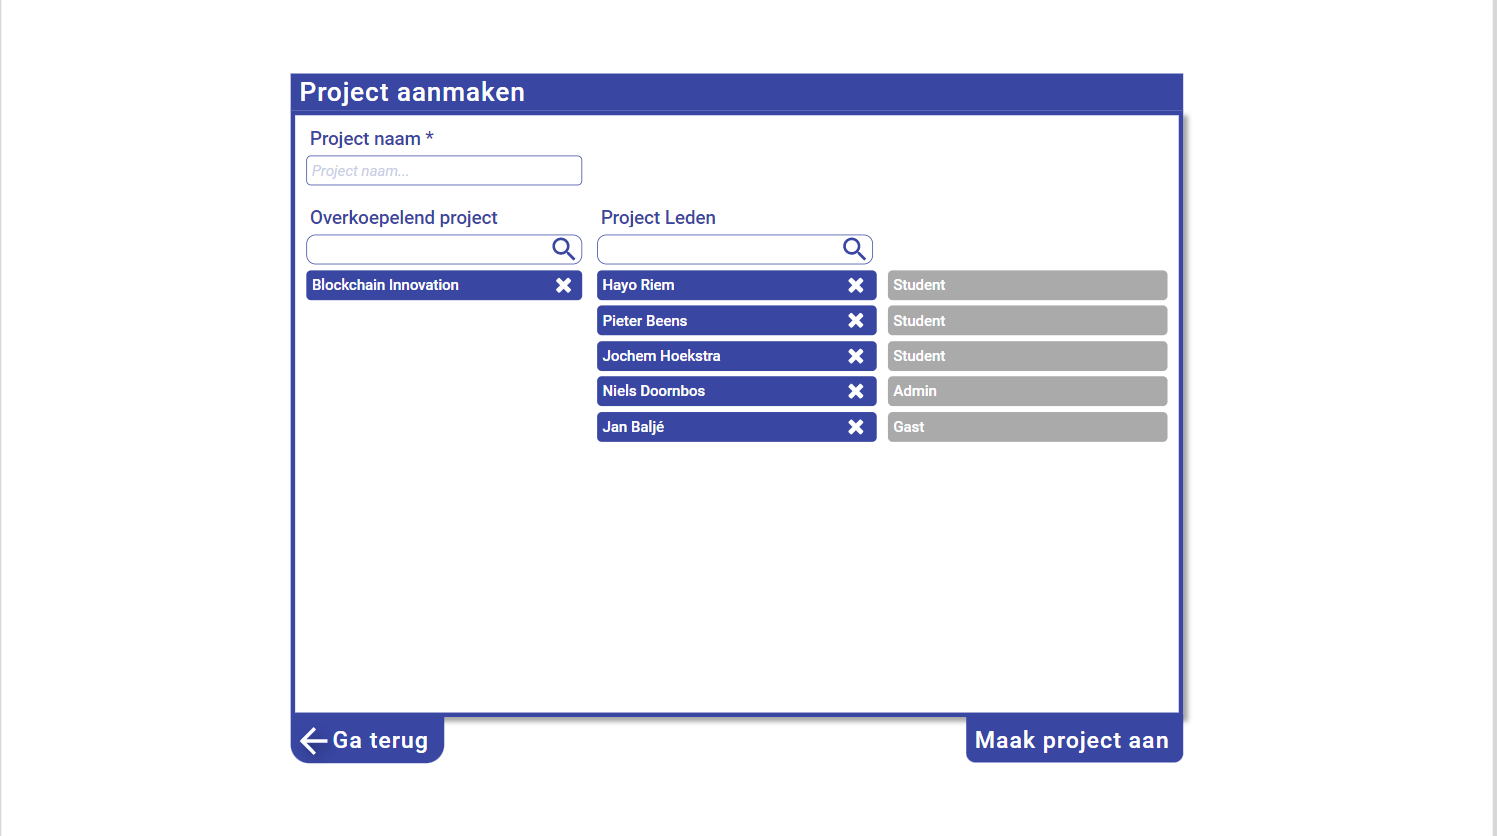 Project aanmaken
Project naam *
Project naam...
Overkoepelend project
Project Leden
Blockchain Innovation
Hayo Riem
Student
Pieter Beens
Student
Jochem Hoekstra
Student
Niels Doornbos
Admin
Jan Baljé
Gast
Ga terug
Maak project aan